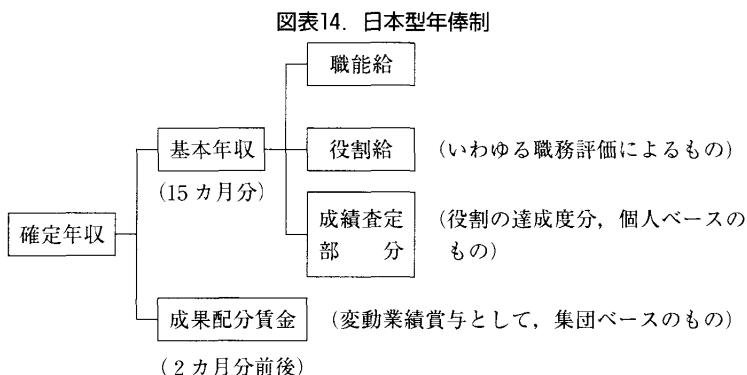 図表14. 日本型年俸制
職能給
基本年収
役割給
(いわゆる職務評価によるもの)
(15カ月分)
成績査定
部 分
(役割の達成度分,個人ベースの
もの)
確定年収
成果配分賃金
(変動業績賞与として,集団ベースのもの)
(2カ月分前後)